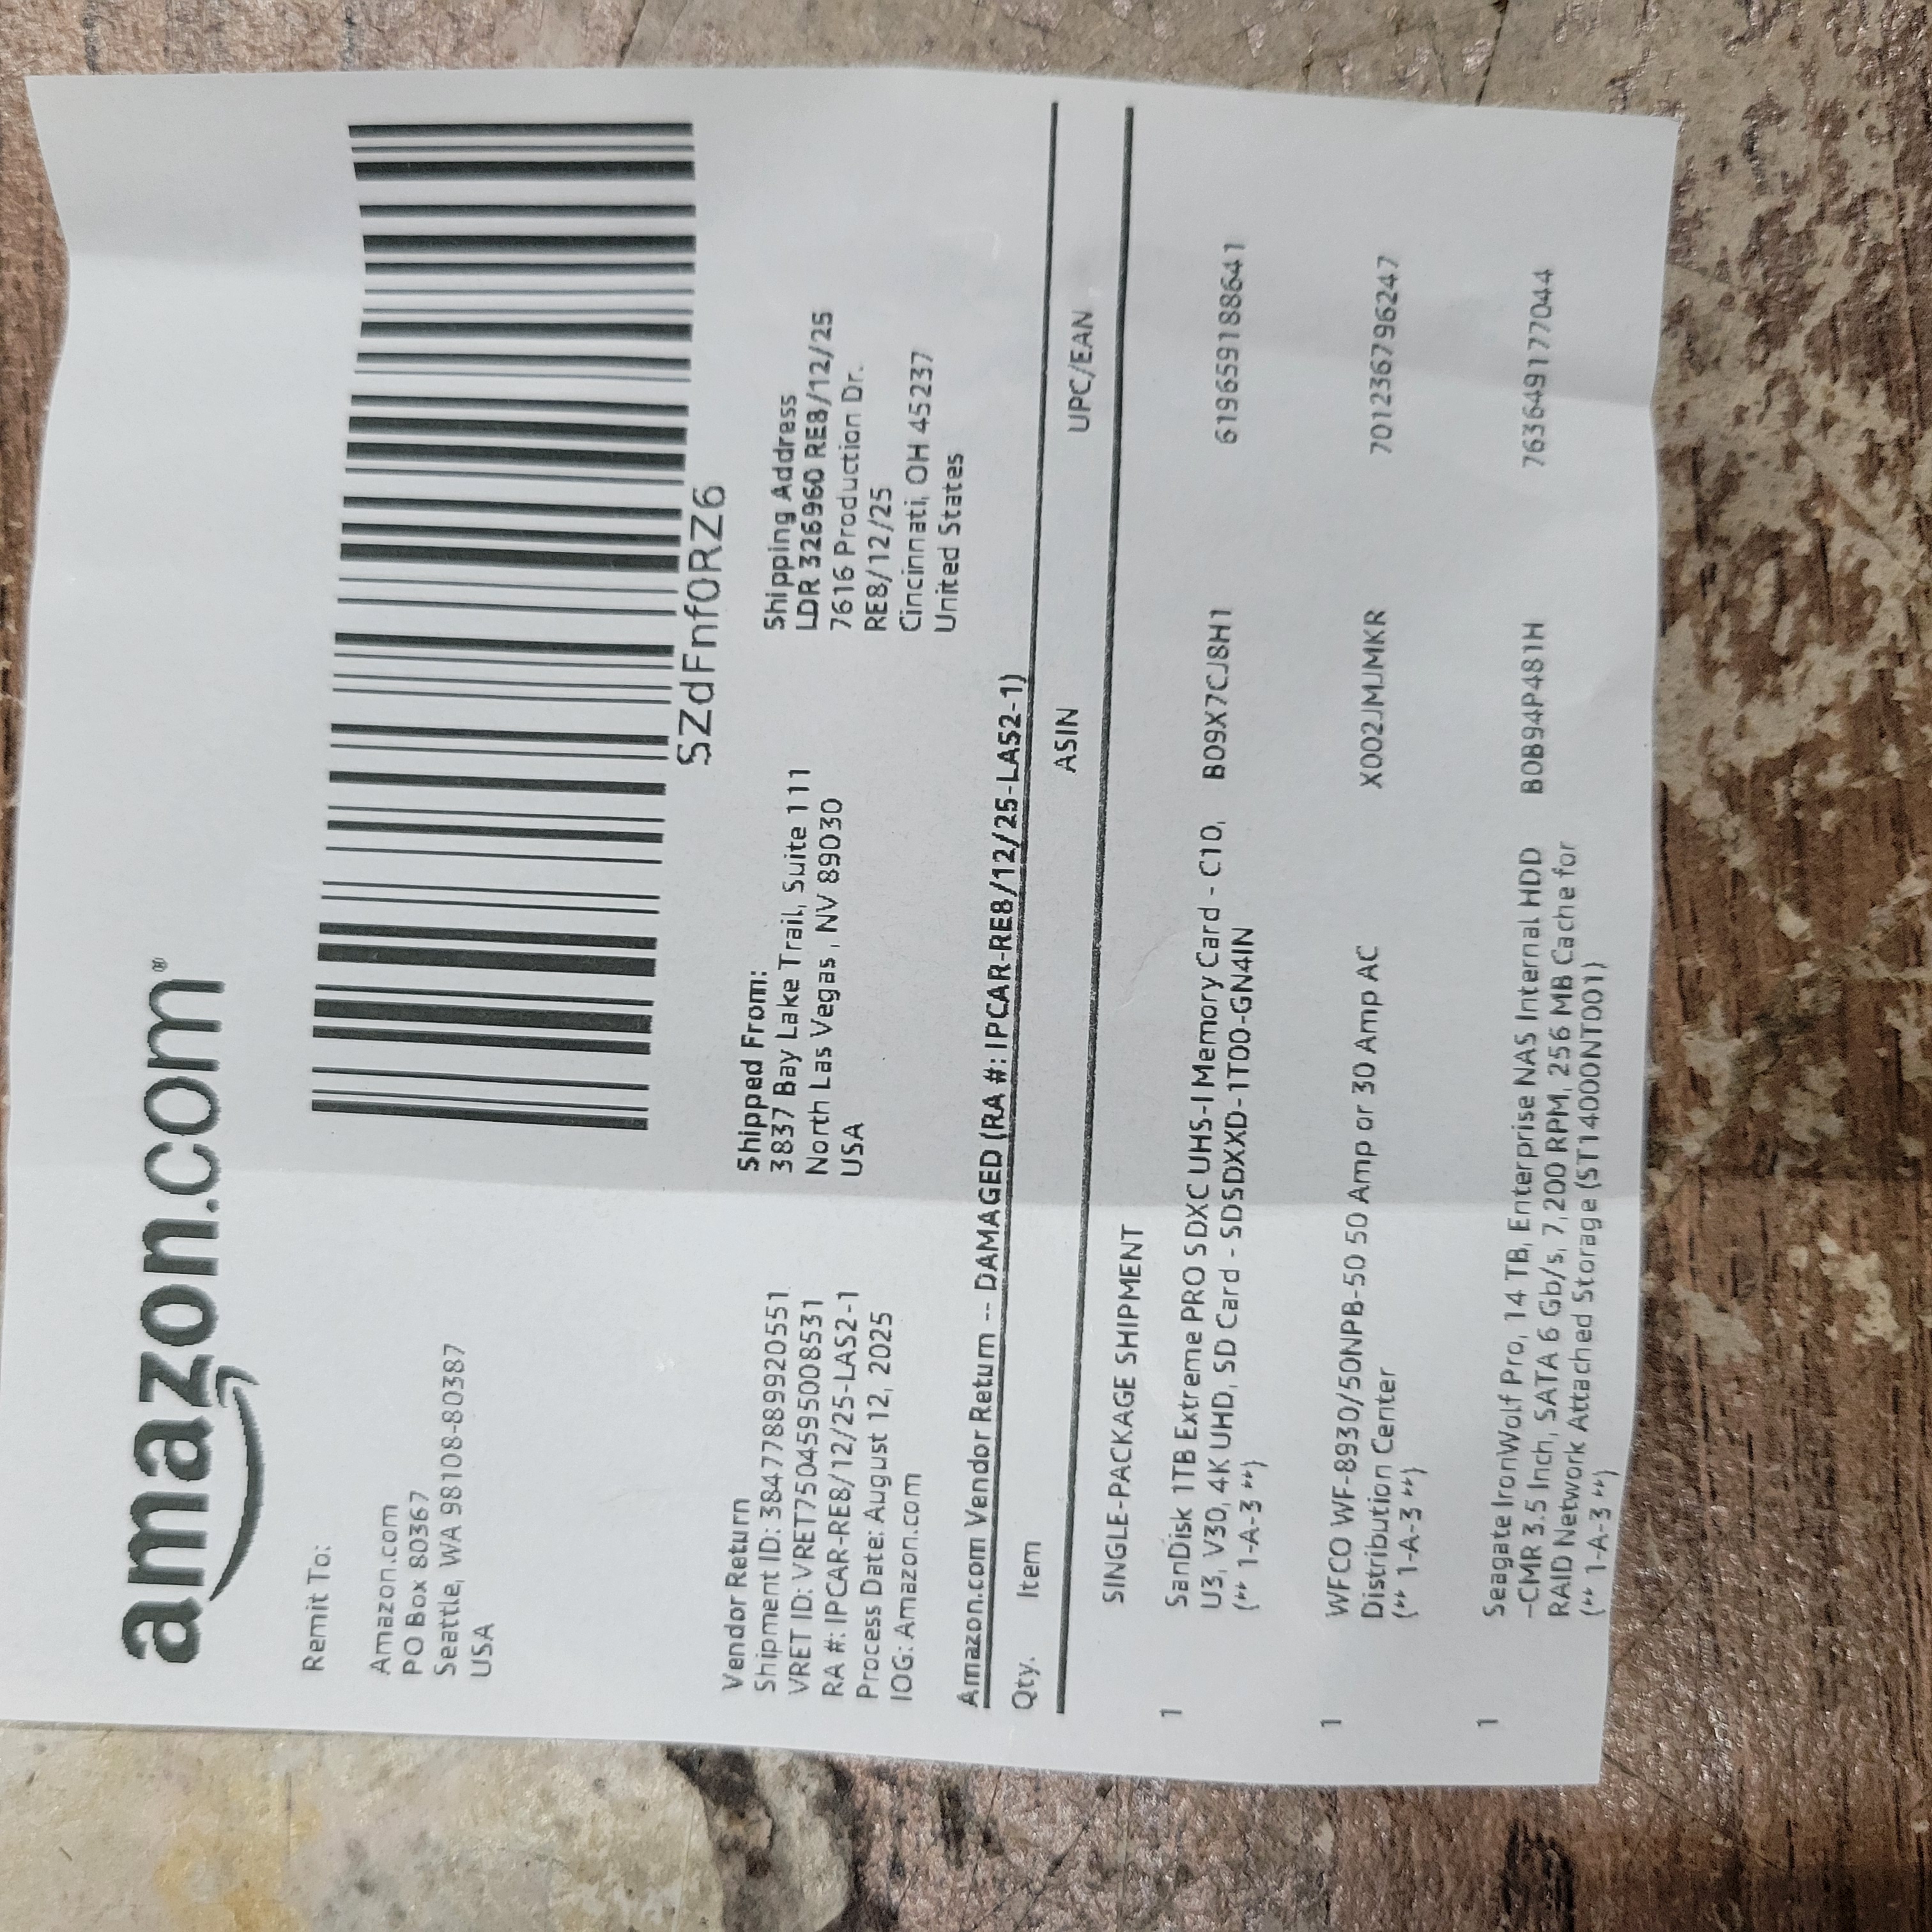 amazon.com®
Remit To:
Amazon.com
PO Box 80367
Seattle, WA 98108-80387
USA
SZdFnf0RZ6
Vendor Return
Shipment ID: 38477889920551
VRET ID: VRET7504595008531
RA #: IPCAR-RE8/12/25-LAS2-1
Process Date: August 12, 2025
IOG: Amazon.com
Shipped From:
3837 Bay Lake Trail, Suite 111
North Las Vegas , NV 89030
USA
Shipping Address
LDR 326960 RE8/12/25
7616 Production Dr.
RE8/12/25
Cincinnati, OH 45237
United States
Amazon.com Vendor Return -- DAMAGED (RA #: IPCAR-RE8/12/25-LAS2-1)
Qty. Item ASIN UPC/EAN
SINGLE-PACKAGE SHIPMENT
1 SanDisk 1TB Extreme PRO SDXC UHS-I Memory Card - C10, B09X7CJ8H1 619659188641
U3, V30, 4K UHD, SD Card - SDSDXXD-1T00-GN4IN
(** 1-A-3 **)
1 WFCO WF-8930/50NPB-50 50 Amp or 30 Amp AC X002JMJMKR 701236796247
Distribution Center
(** 1-A-3 **)
1 Seagate IronWolf Pro, 14 TB, Enterprise NAS Internal HDD B0B94P481H 763649177044
-CMR 3.5 Inch, SATA 6 Gb/s, 7,200 RPM, 256 MB Cache for
RAID Network Attached Storage (ST14000NT001)
(** 1-A-3 **)